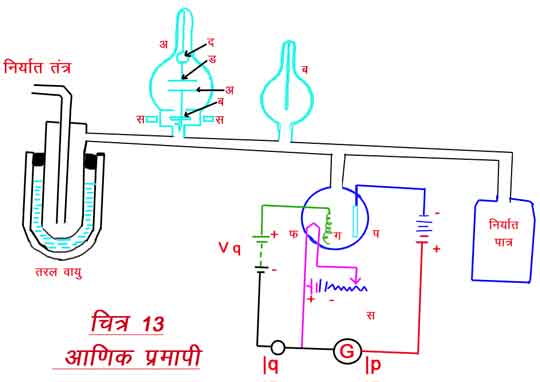 निर्यात तंत्र
अ
द
ड
अ
ब
स
स
च
तरल वायु
निर्यात
पात्र
फ
ग
प
V q
+
-
-
+
+ -
स
|q
G
|p
चित्र 13
आणिक प्रमापी